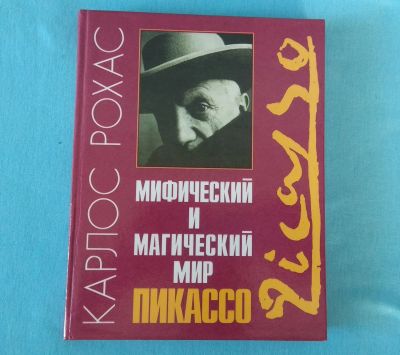 КАРЛОС РОХАС
МИФИЧЕСКИЙ
И
МАГИЧЕСКИЙ
МИР
ПИКАССО
Picasso